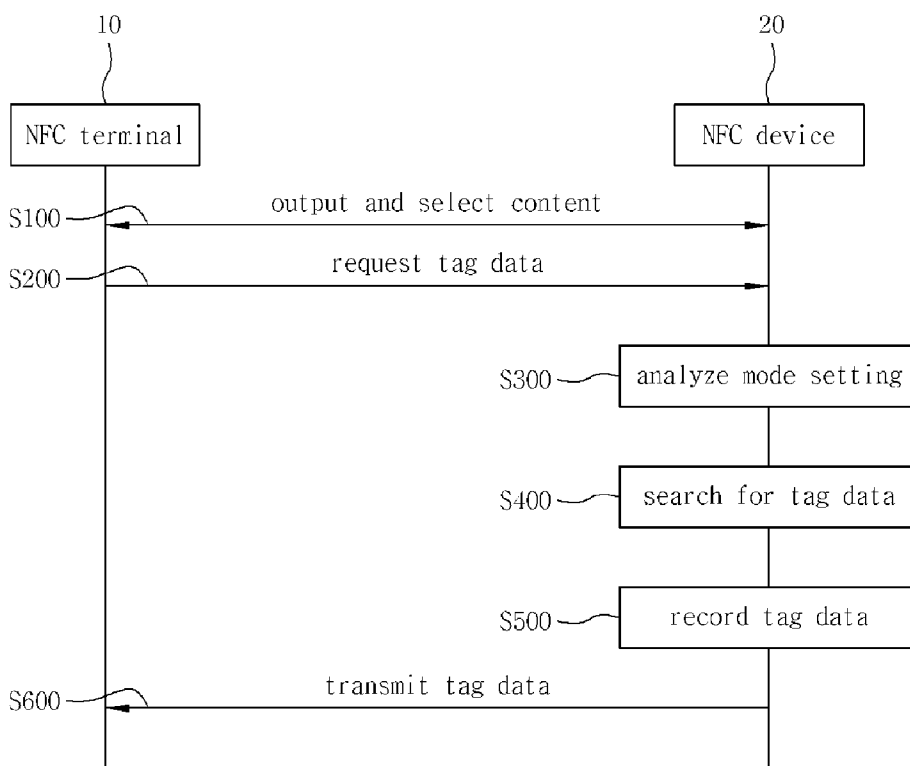 10
20
NFC terminal
NFC device
S100
output and select content
S200
request tag data
S300
analyze mode setting
S400
search for tag data
S500
record tag data
S600
transmit tag data